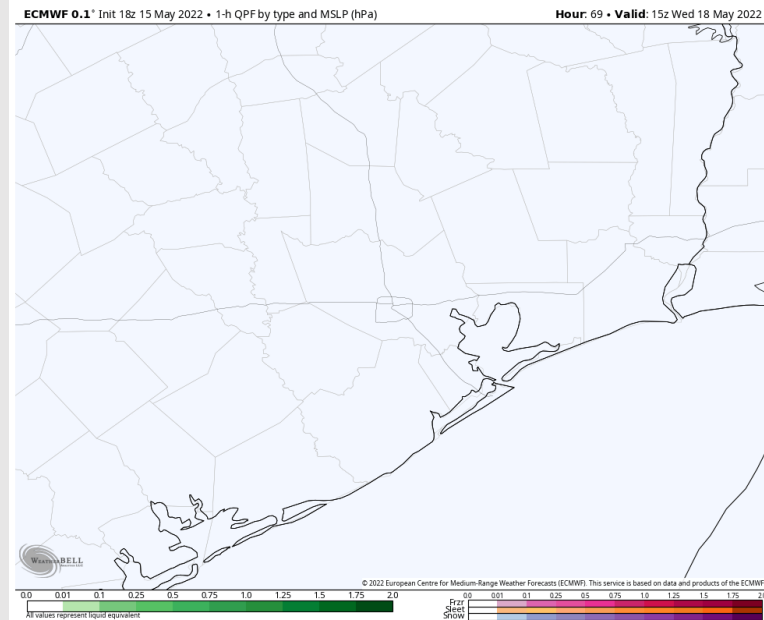 ECMWF 0.1° Init 18z 15 May 2022 • 1-h QPF by type and MSLP (hPa) Hour: 69 • Valid: 15z Wed 18 May 2022
WeatherBELL
© 2022 European Centre for Medium-Range Weather Forecasts (ECMWF). This service is based on data and products of the ECMWF
0.0 0.01 0.1 0.25 0.5 0.75 1.0 1.25 1.5 1.75 2.0 0.0 0.01 0.1 0.25 0.5 0.75 1.0 1.25 1.5 1.75 2.0
Frzr
Sleet
Snow
All values represent liquid equivalent